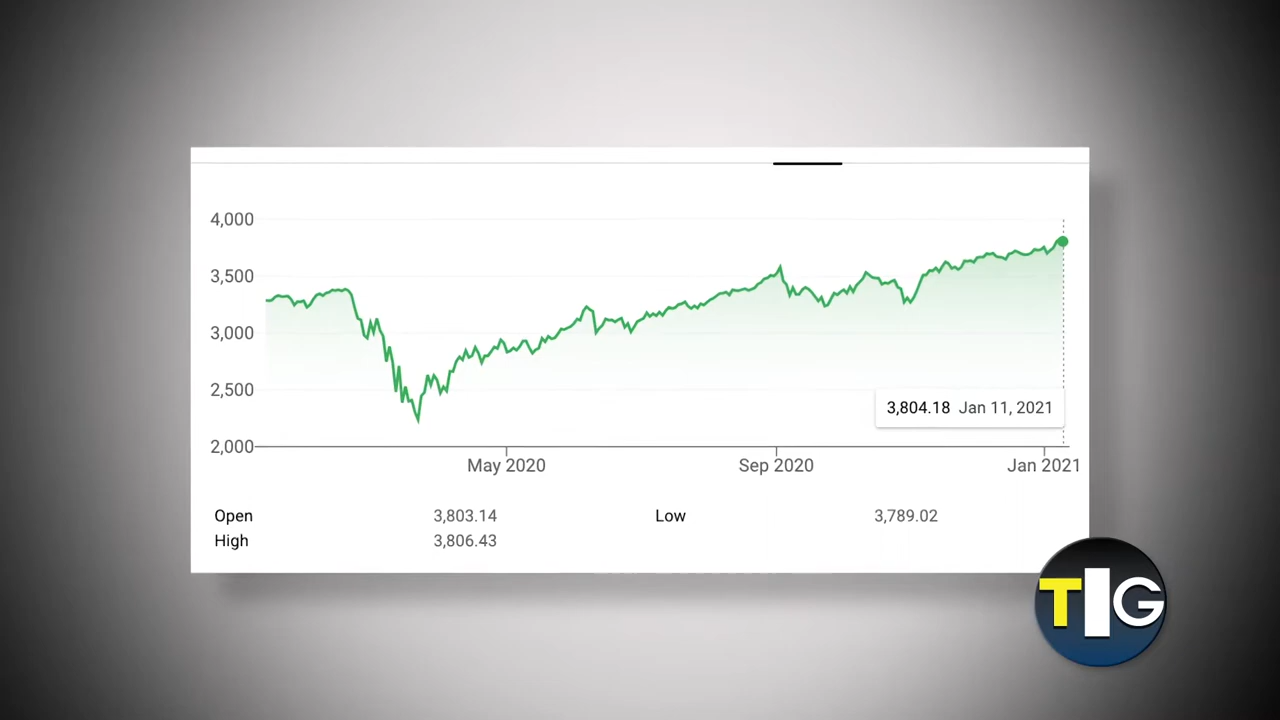 4,000
3,500
3,000
2,500
2,000
3,804.18 Jan 11, 2021
May 2020 Sep 2020 Jan 2021
Open 3,803.14 Low 3,789.02
High 3,806.43
TIG